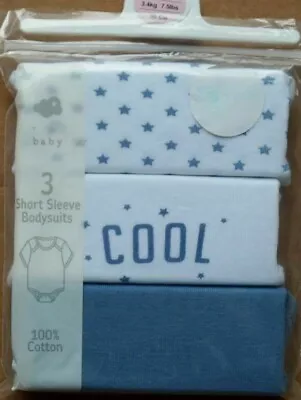 3.4kg 7.5lbs
baby
3
Short Sleeve
Bodysuits
COOL
100%
Cotton